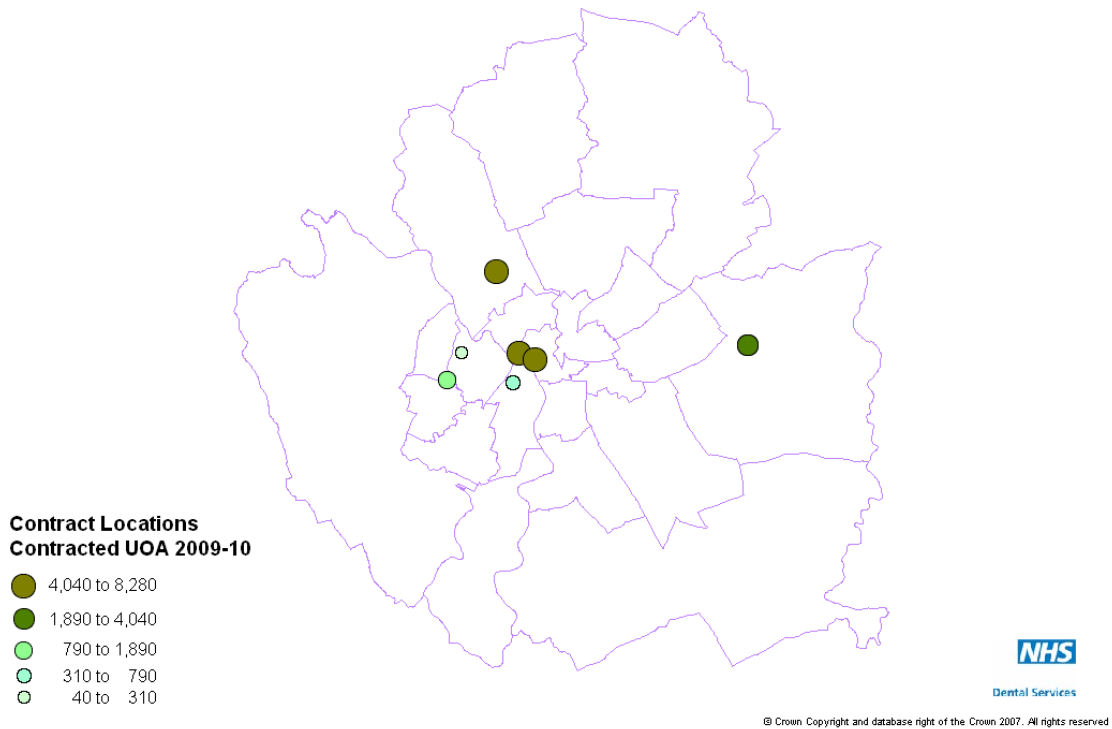 Contract Locations
Contracted UOA 2009-10
4,040 to 8,280
1,890 to 4,040
790 to 1,890
310 to 790
40 to 310
NHS
Dental Services
© Crown Copyright and database right of the Crown 2007. All rights reserved